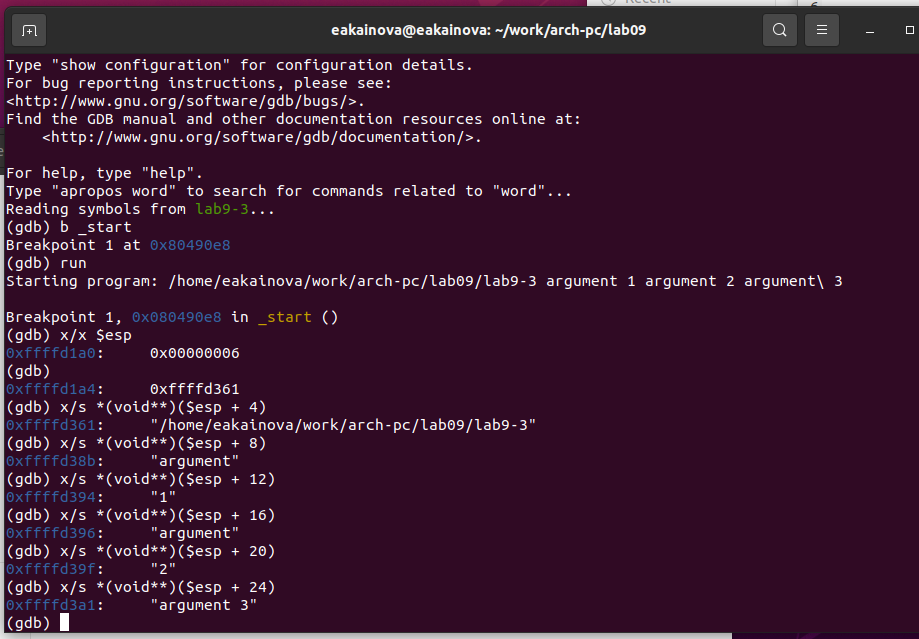 Recent
eakainova@eakainova: ~/work/arch-pc/lab09
Type "show configuration" for configuration details.
For bug reporting instructions, please see:
<http://www.gnu.org/software/gdb/bugs/>.
Find the GDB manual and other documentation resources online at:
    <http://www.gnu.org/software/gdb/documentation/>.

For help, type "help".
Type "apropos word" to search for commands related to "word"...
Reading symbols from lab9-3...
(gdb) b _start
Breakpoint 1 at 0x80490e8
(gdb) run
Starting program: /home/eakainova/work/arch-pc/lab09/lab9-3 argument 1 argument 2 argument\ 3

Breakpoint 1, 0x080490e8 in _start ()
(gdb) x/x $esp
0xffffd1a0:     0x00000006
(gdb)
0xffffd1a4:     0xffffd361
(gdb) x/s *(void**)($esp + 4)
0xffffd361:     "/home/eakainova/work/arch-pc/lab09/lab9-3"
(gdb) x/s *(void**)($esp + 8)
0xffffd38b:     "argument"
(gdb) x/s *(void**)($esp + 12)
0xffffd394:     "1"
(gdb) x/s *(void**)($esp + 16)
0xffffd396:     "argument"
(gdb) x/s *(void**)($esp + 20)
0xffffd39f:     "2"
(gdb) x/s *(void**)($esp + 24)
0xffffd3a1:     "argument 3"
(gdb)